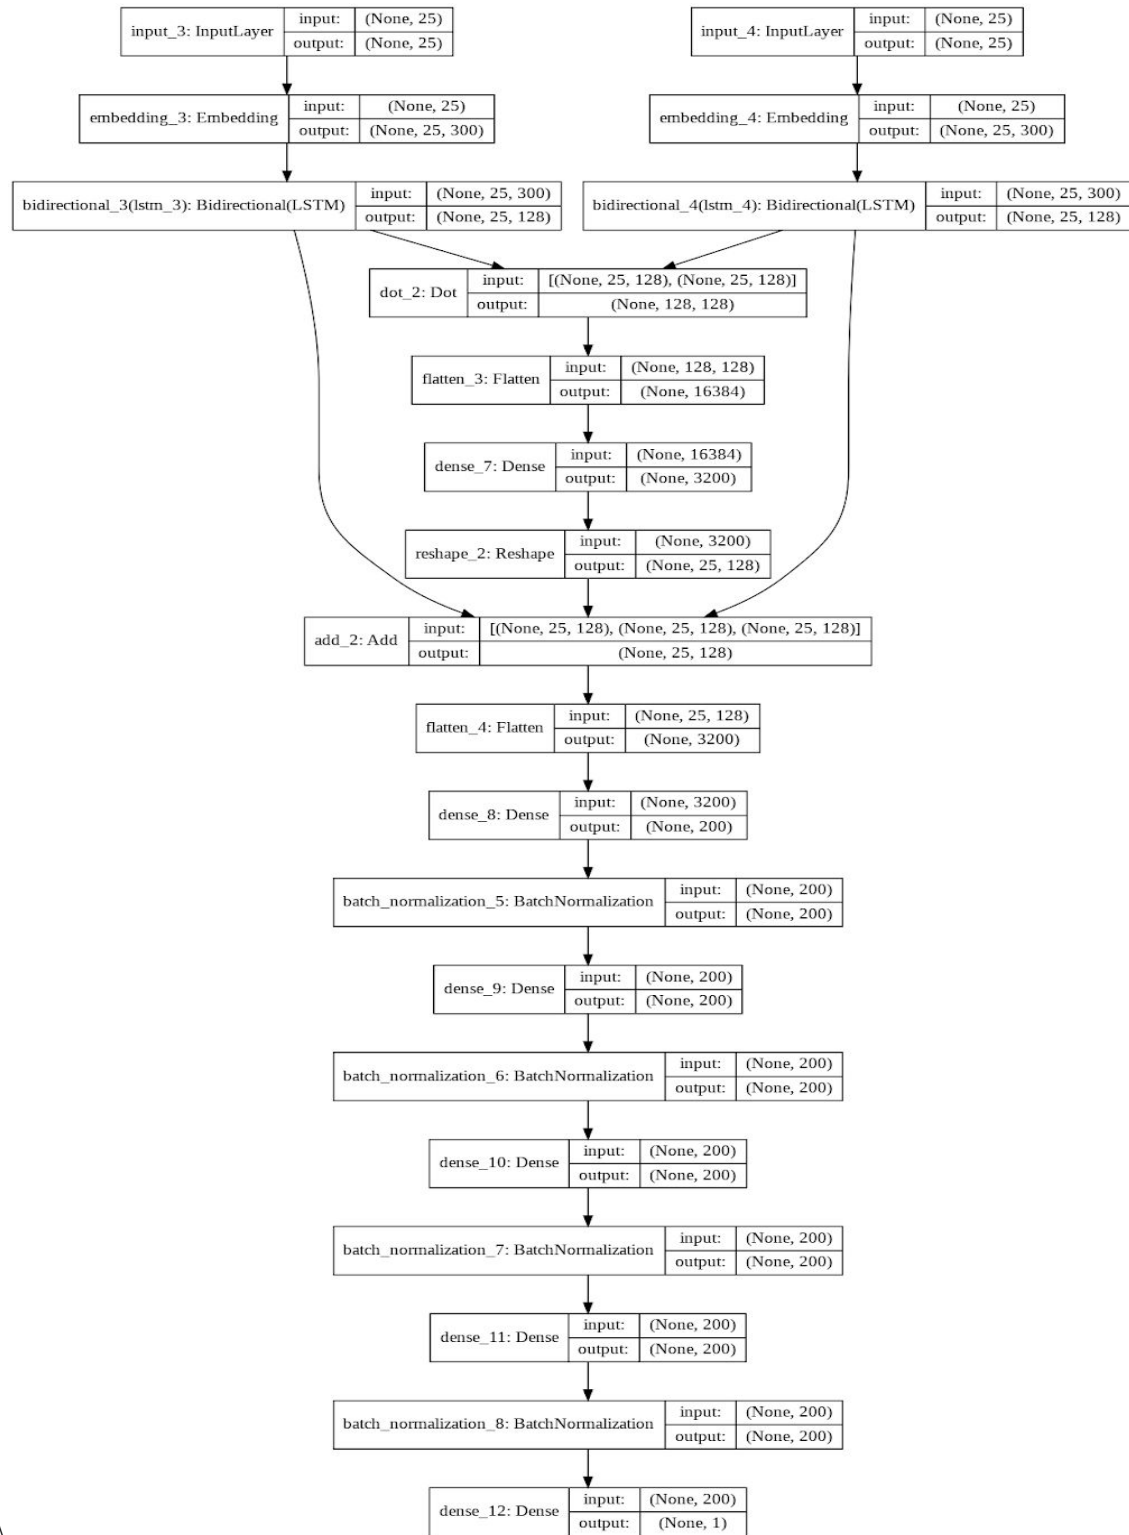 input_3: InputLayer input: (None, 25) output: (None, 25)
input_4: InputLayer input: (None, 25) output: (None, 25)
embedding_3: Embedding input: (None, 25) output: (None, 25, 300)
embedding_4: Embedding input: (None, 25) output: (None, 25, 300)
bidirectional_3(lstm_3): Bidirectional(LSTM) input: (None, 25, 300) output: (None, 25, 128)
bidirectional_4(lstm_4): Bidirectional(LSTM) input: (None, 25, 300) output: (None, 25, 128)
dot_2: Dot input: [(None, 25, 128), (None, 25, 128)] output: (None, 128, 128)
flatten_3: Flatten input: (None, 128, 128) output: (None, 16384)
dense_7: Dense input: (None, 16384) output: (None, 3200)
reshape_2: Reshape input: (None, 3200) output: (None, 25, 128)
add_2: Add input: [(None, 25, 128), (None, 25, 128), (None, 25, 128)] output: (None, 25, 128)
flatten_4: Flatten input: (None, 25, 128) output: (None, 3200)
dense_8: Dense input: (None, 3200) output: (None, 200)
batch_normalization_5: BatchNormalization input: (None, 200) output: (None, 200)
dense_9: Dense input: (None, 200) output: (None, 200)
batch_normalization_6: BatchNormalization input: (None, 200) output: (None, 200)
dense_10: Dense input: (None, 200) output: (None, 200)
batch_normalization_7: BatchNormalization input: (None, 200) output: (None, 200)
dense_11: Dense input: (None, 200) output: (None, 200)
batch_normalization_8: BatchNormalization input: (None, 200) output: (None, 200)
dense_12: Dense input: (None, 200) output: (None, 1)